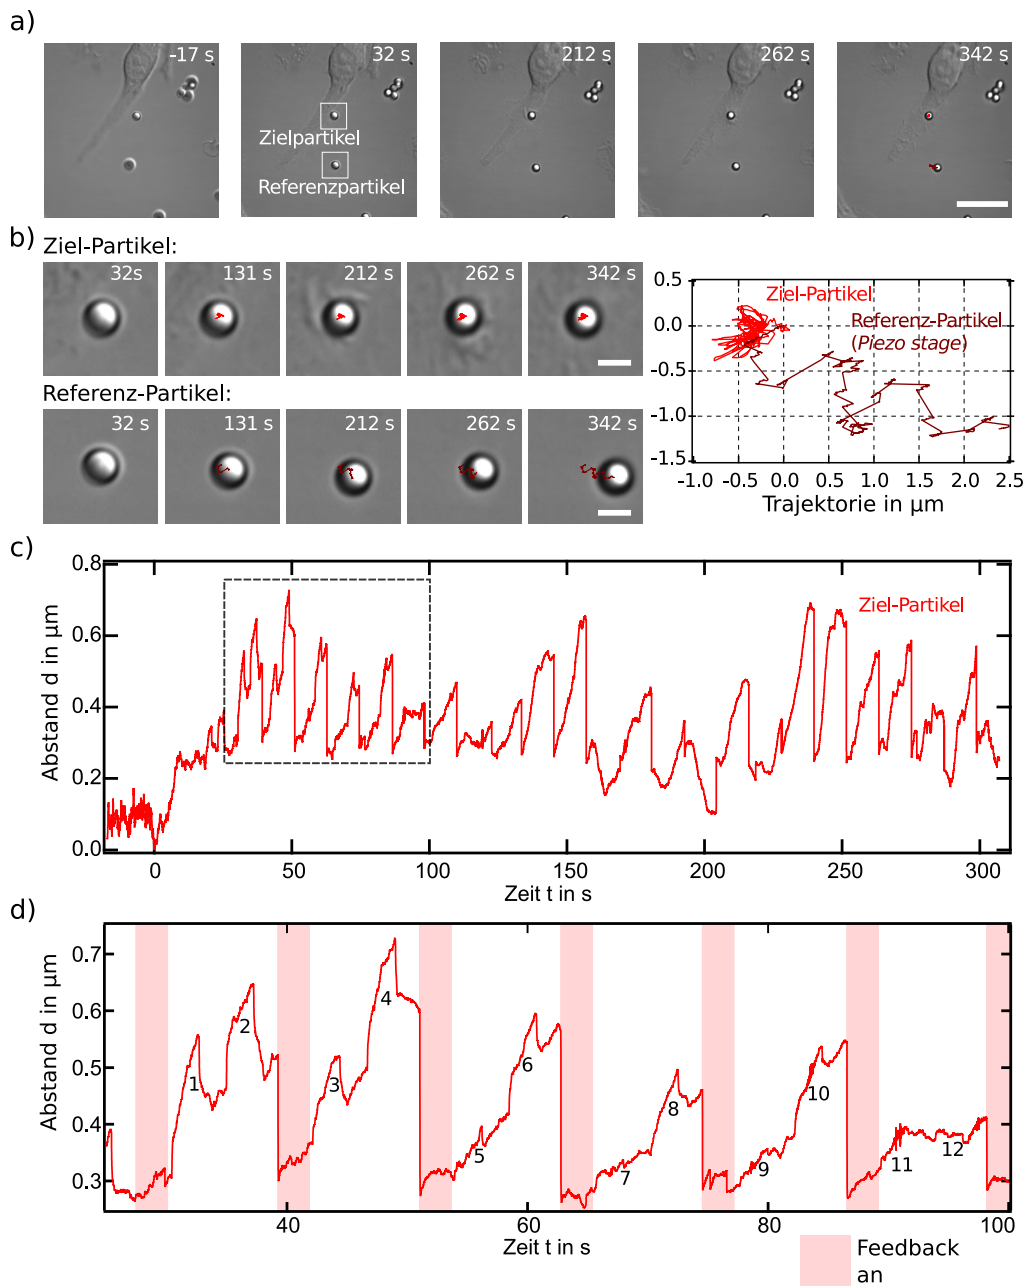 a)
-17 s
32 s
212 s
262 s
342 s
Zielpartikel
Referenzpartikel
b)
Ziel-Partikel:
32s
131 s
212 s
262 s
342 s
Referenz-Partikel:
32 s
131 s
212 s
262 s
342 s
0.5
0.0
-0.5
-1.0
-1.5
Ziel-Partikel
Referenz-Partikel
(Piezo stage)
-1.0
-0.5
0.0
0.5
1.0
1.5
2.0
2.5
Trajektorie in µm
c)
0.8
0.6
0.4
0.2
0.0
Abstand d in µm
Ziel-Partikel
0
50
100
150
200
250
300
Zeit t in s
d)
0.7
0.6
0.5
0.4
0.3
Abstand d in µm
1
2
3
4
5
6
7
8
9
10
11
12
40
60
80
100
Zeit t in s
Feedback
an